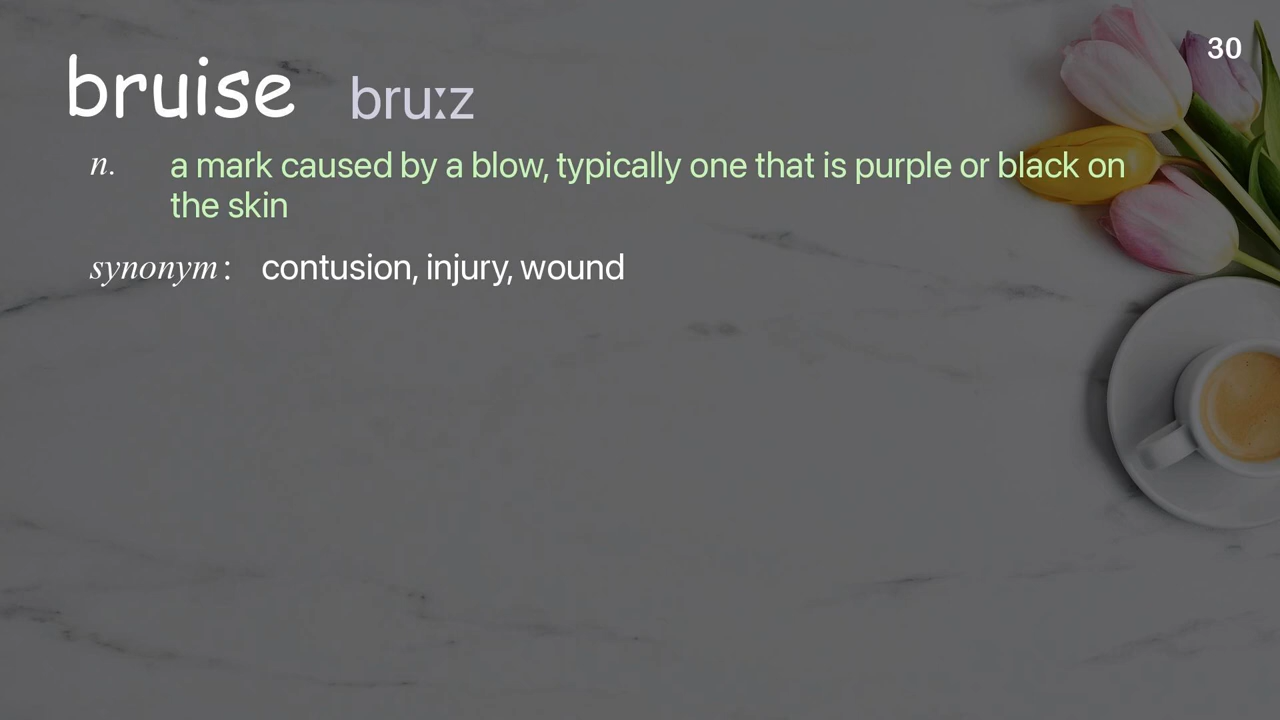 30
bruise bruːz
n. a mark caused by a blow, typically one that is purple or black on
the skin
synonym: contusion, injury, wound